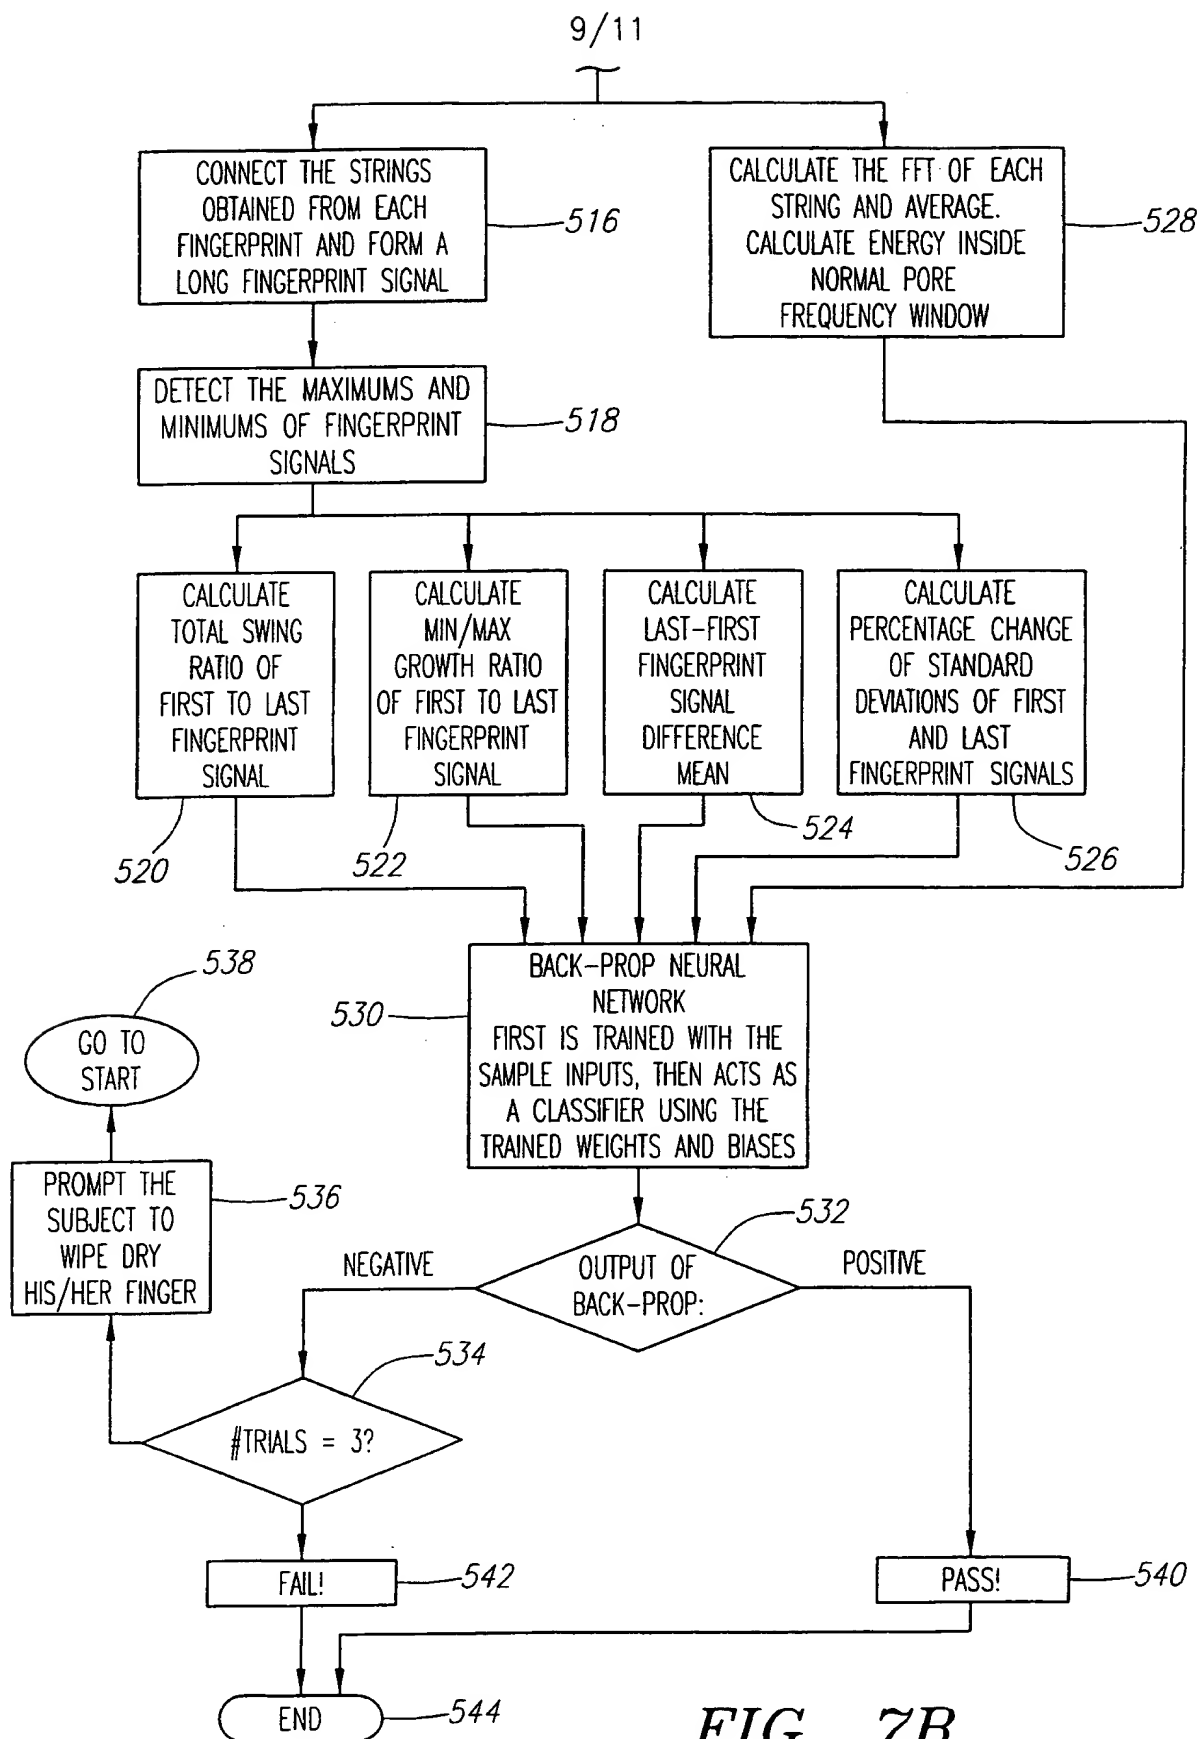 9/11
CONNECT THE STRINGS
OBTAINED FROM EACH
FINGERPRINT AND FORM A
LONG FINGERPRINT SIGNAL
516
CALCULATE THE FFT OF EACH
STRING AND AVERAGE.
CALCULATE ENERGY INSIDE
NORMAL PORE
FREQUENCY WINDOW
528
DETECT THE MAXIMUMS AND
MINIMUMS OF FINGERPRINT
SIGNALS
518
CALCULATE
TOTAL SWING
RATIO OF
FIRST TO LAST
FINGERPRINT
SIGNAL
520
CALCULATE
MIN/MAX
GROWTH RATIO
OF FIRST TO LAST
FINGERPRINT
SIGNAL
522
CALCULATE
LAST-FIRST
FINGERPRINT
SIGNAL
DIFFERENCE
MEAN
524
CALCULATE
PERCENTAGE CHANGE
OF STANDARD
DEVIATIONS OF FIRST
AND LAST
FINGERPRINT SIGNALS
526
BACK-PROP NEURAL
NETWORK
FIRST IS TRAINED WITH THE
SAMPLE INPUTS, THEN ACTS AS
A CLASSIFIER USING THE
TRAINED WEIGHTS AND BIASES
530
538
GO TO
START
PROMPT THE
SUBJECT TO
WIPE DRY
HIS/HER FINGER
536
532
NEGATIVE
OUTPUT OF
BACK-PROP:
POSITIVE
534
#TRIALS = 3?
FAIL!
542
PASS!
540
END
544
FIG. 7B